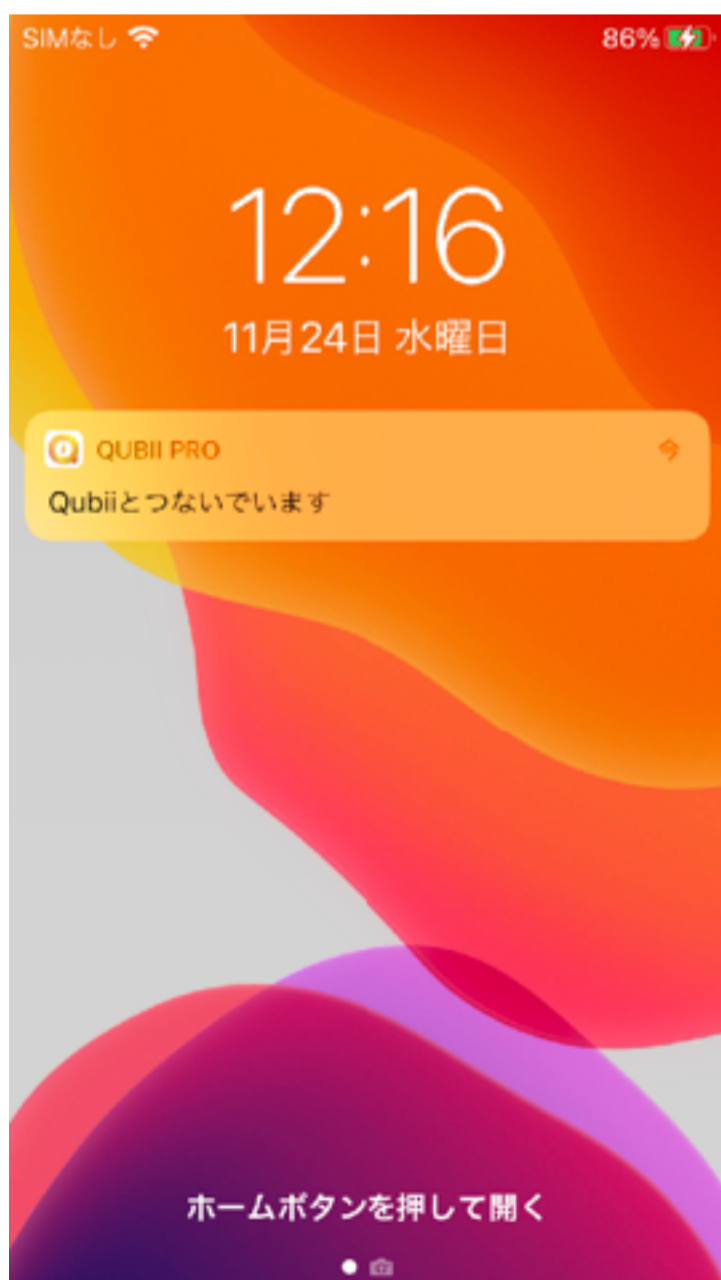 SIMなし 86%
12:16
11月24日 水曜日
QUBII PRO 今
Qubiiとつないでいます
ホームボタンを押して開く